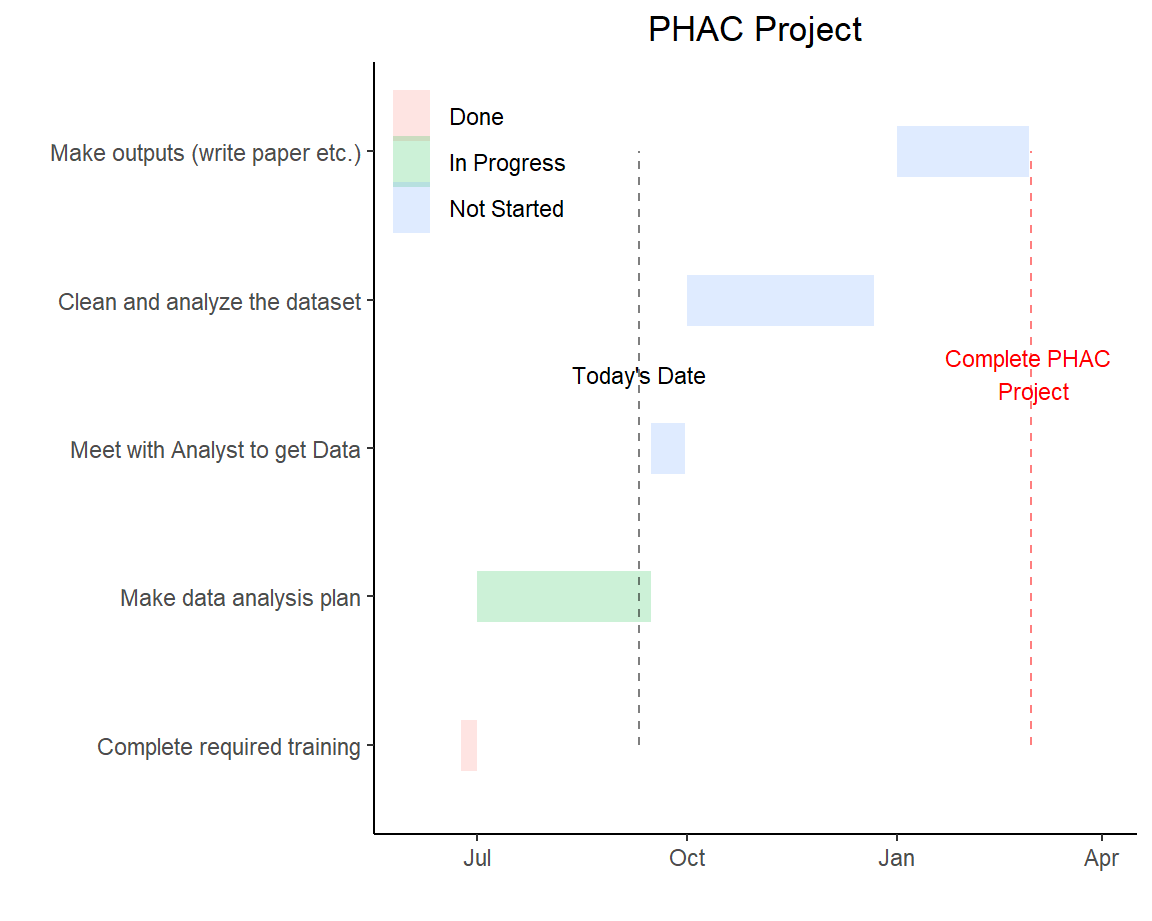 PHAC Project
Done
In Progress
Not Started
Make outputs (write paper etc.)
Clean and analyze the dataset
Meet with Analyst to get Data
Make data analysis plan
Complete required training
Today's Date
Complete PHAC
Project
Jul
Oct
Jan
Apr